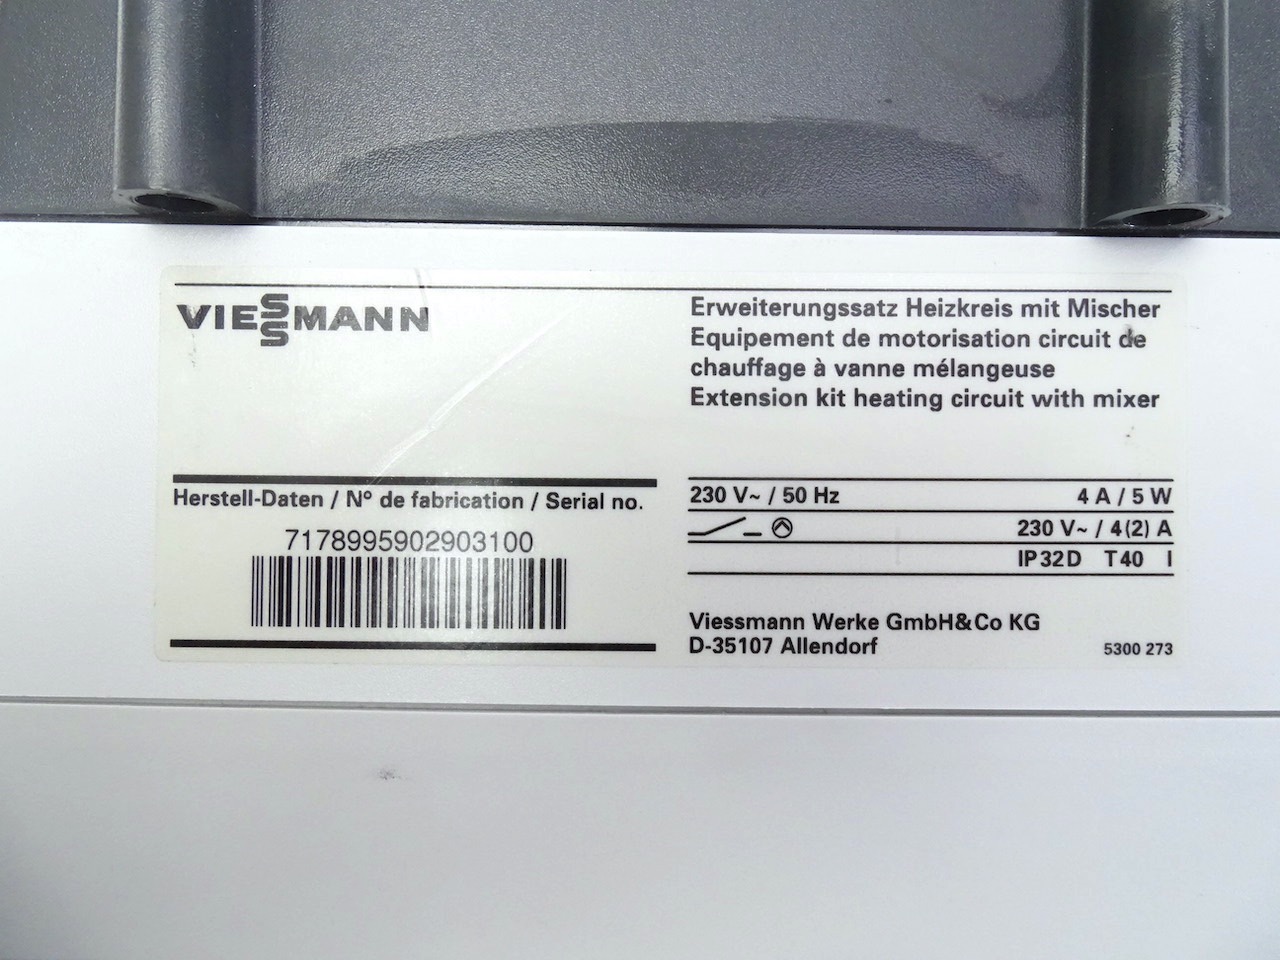 VIESSMANN
Erweiterungssatz Heizkreis mit Mischer
Equipement de motorisation circuit de
chauffage à vanne mélangeuse
Extension kit heating circuit with mixer
Herstell-Daten / N° de fabrication / Serial no.
7178995902903100
230 V~ / 50 Hz 4 A / 5 W
230 V~ / 4(2) A
IP32D T40 I
Viessmann Werke GmbH&Co KG
D-35107 Allendorf
5300 273